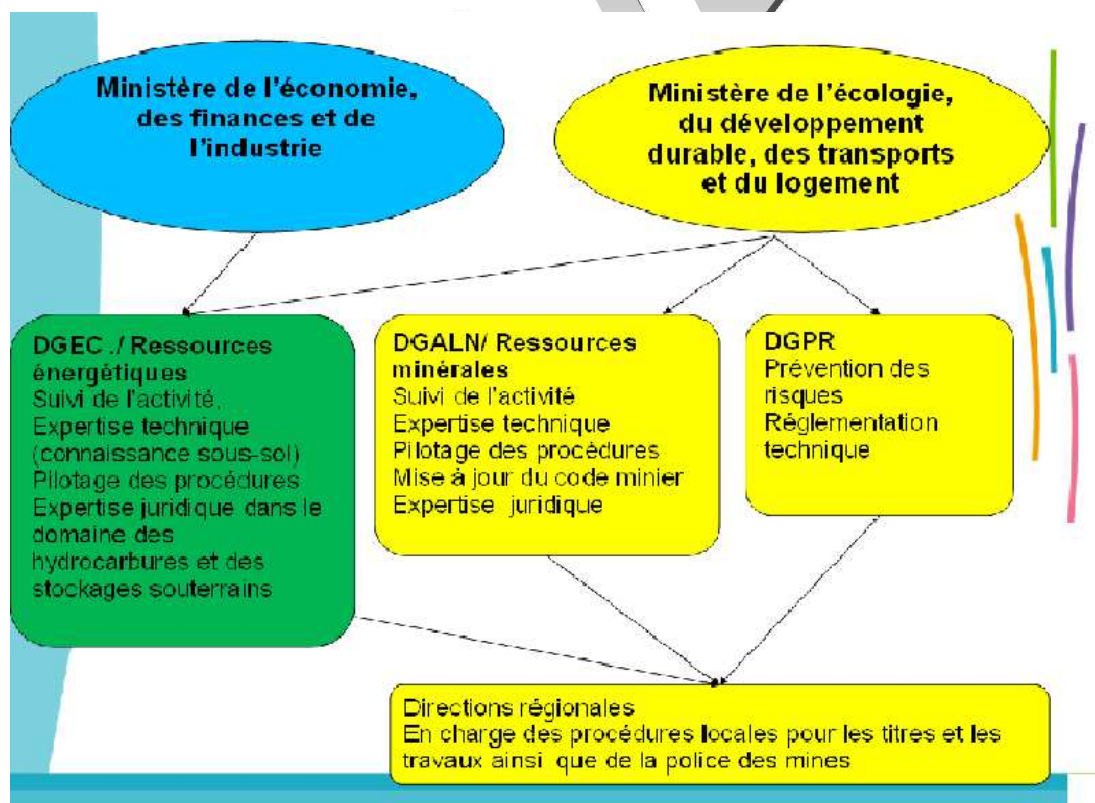 Ministère de l'économie,
des finances et de
l'industrie
Ministère de l'écologie,
du développement
durable, des transports
et du logement
DGEC ./ Ressources
énergétiques
Suivi de l'activité,
Expertise technique
(connaissance sous-sol)
Pilotage des procédures
Expertise juridique dans le
domaine des
hydrocarbures et des
stockages souterrains
DGALN/ Ressources
minérales
Suivi de l'activité
Expertise technique
Pilotage des procédures
Mise à jour du code minier
Expertise juridique
DGPR
Prévention des
risques
Réglementation
technique
Directions régionales
En charge des procédures locales pour les titres et les
travaux ainsi que de la police des mines